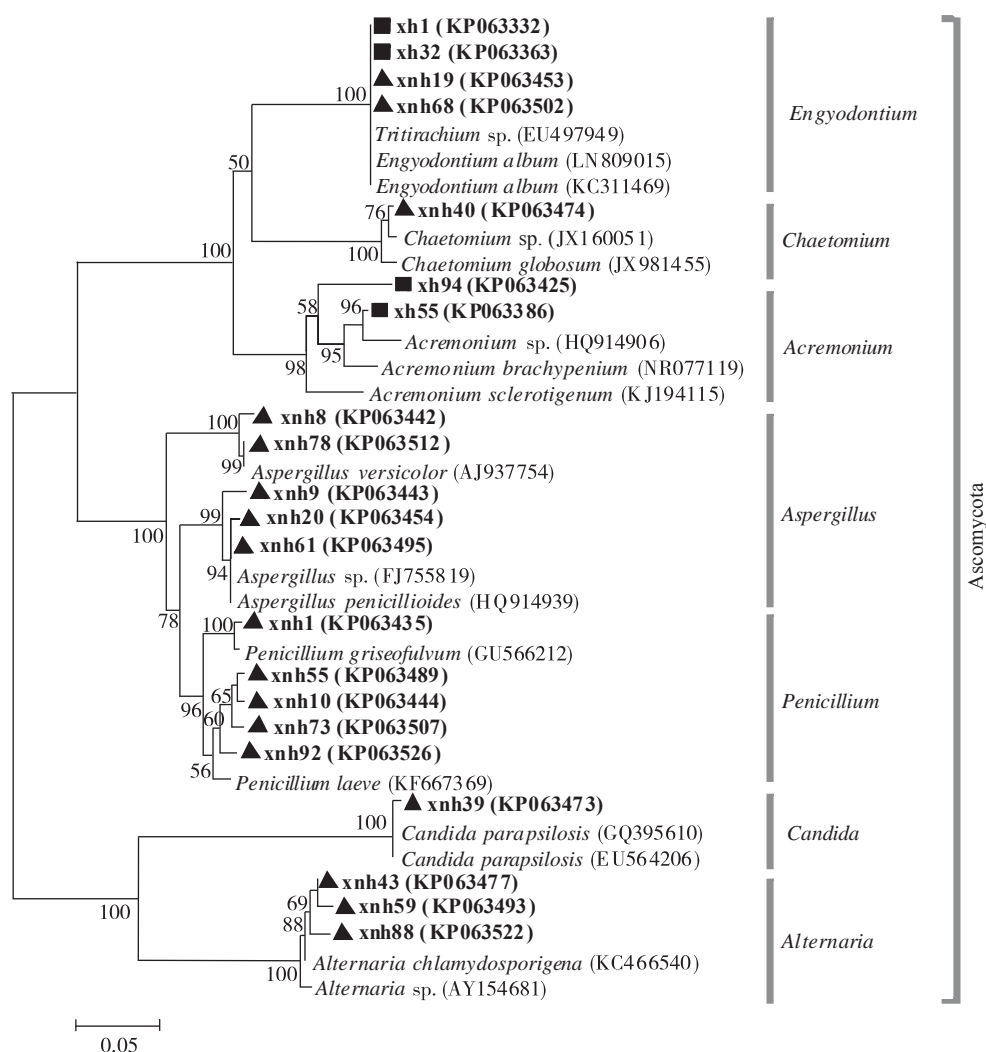 xh1 (KP063332)
xh32 (KP063363)
xnh19 (KP063453)
100
xnh68 (KP063502)
Engyodontium
Tritirachium sp. (EU497949)
50
Engyodontium album (LN809015)
Engyodontium album (KC311469)
76
xnh40 (KP063474)
Chaetomium sp. (JX160051)
Chaetomium
100
100
Chaetomium globosum (JX981455)
xh94 (KP063425)
58
96
xh55 (KP063386)
Acremonium sp. (HQ914906)
Acremonium
95
98
Acremonium brachypenium (NR077119)
Acremonium sclerotigenum (KJ194115)
100
xnh8 (KP063442)
xnh78 (KP063512)
99
Aspergillus versicolor (AJ937754)
xnh9 (KP063443)
99
xnh20 (KP063454)
Aspergillus
100
xnh61 (KP063495)
94
Aspergillus sp. (FJ755819)
Aspergillus penicillioides (HQ914939)
78
100
xnh1 (KP063435)
Penicillium griseofulvum (GU566212)
xnh55 (KP063489)
65
xnh10 (KP063444)
Penicillium
96
60
xnh73 (KP063507)
xnh92 (KP063526)
56
Penicillium laeve (KF667369)
xnh39 (KP063473)
100
Candida parapsilosis (GQ395610)
Candida
Candida parapsilosis (EU564206)
xnh43 (KP063477)
69
xnh59 (KP063493)
100
88
xnh88 (KP063522)
Alternaria
Alternaria chlamydosporigena (KC466540)
100
Alternaria sp. (AY154681)
Ascomycota
0.05